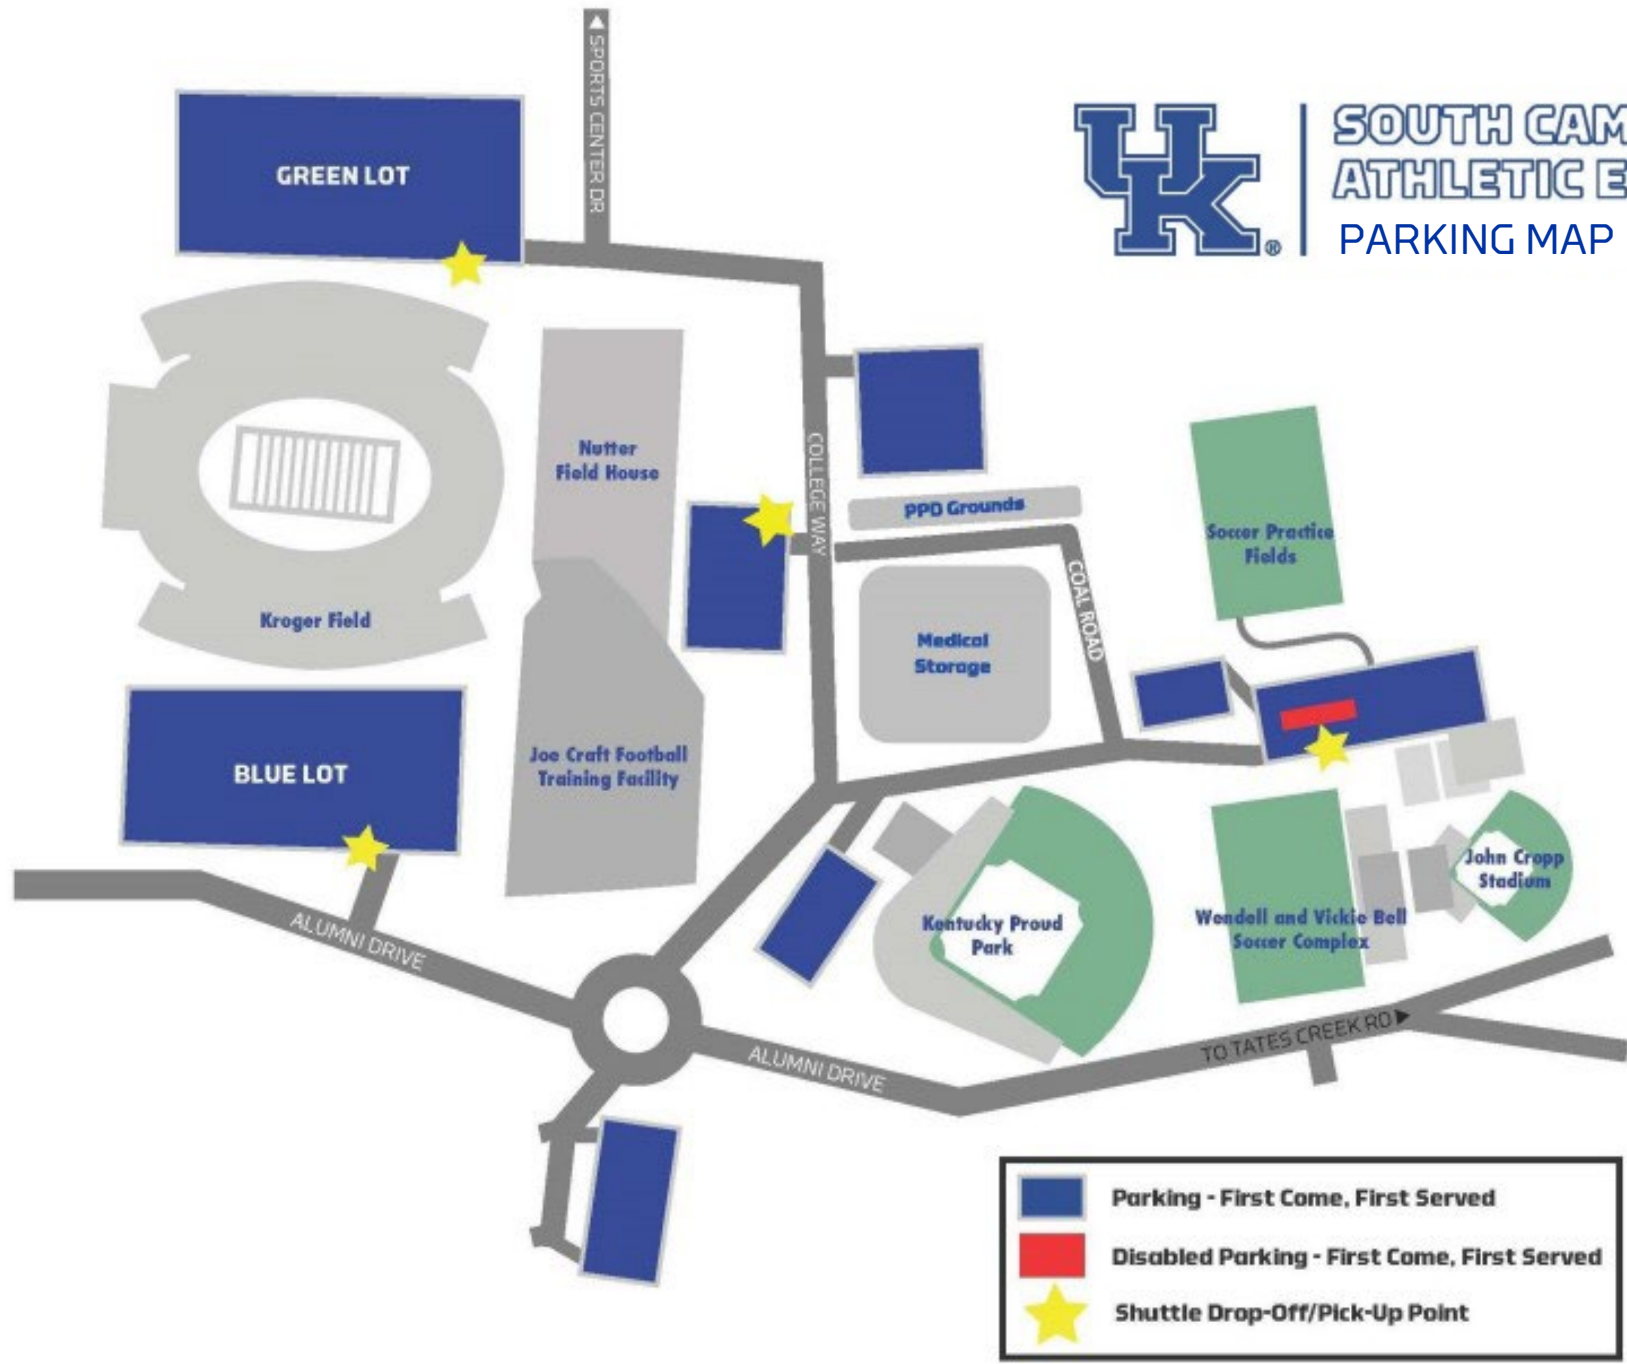 SPORTS CENTER DR
GREEN LOT
UK
®
SOUTH CAM
ATHLETIC E
PARKING MAP
Nutter
Field House
COLLEGE WAY
PPD Grounds
Soccer Practice
Fields
COAL ROAD
Kroger Field
Medical
Storage
Joe Craft Football
Training Facility
BLUE LOT
John Cropp
Stadium
Kentucky Proud
Park
Wendell and Vickie Bell
Soccer Complex
ALUMNI DRIVE
ALUMNI DRIVE
TO TATES CREEK RD
Parking - First Come, First Served
Disabled Parking - First Come, First Served
Shuttle Drop-Off/Pick-Up Point